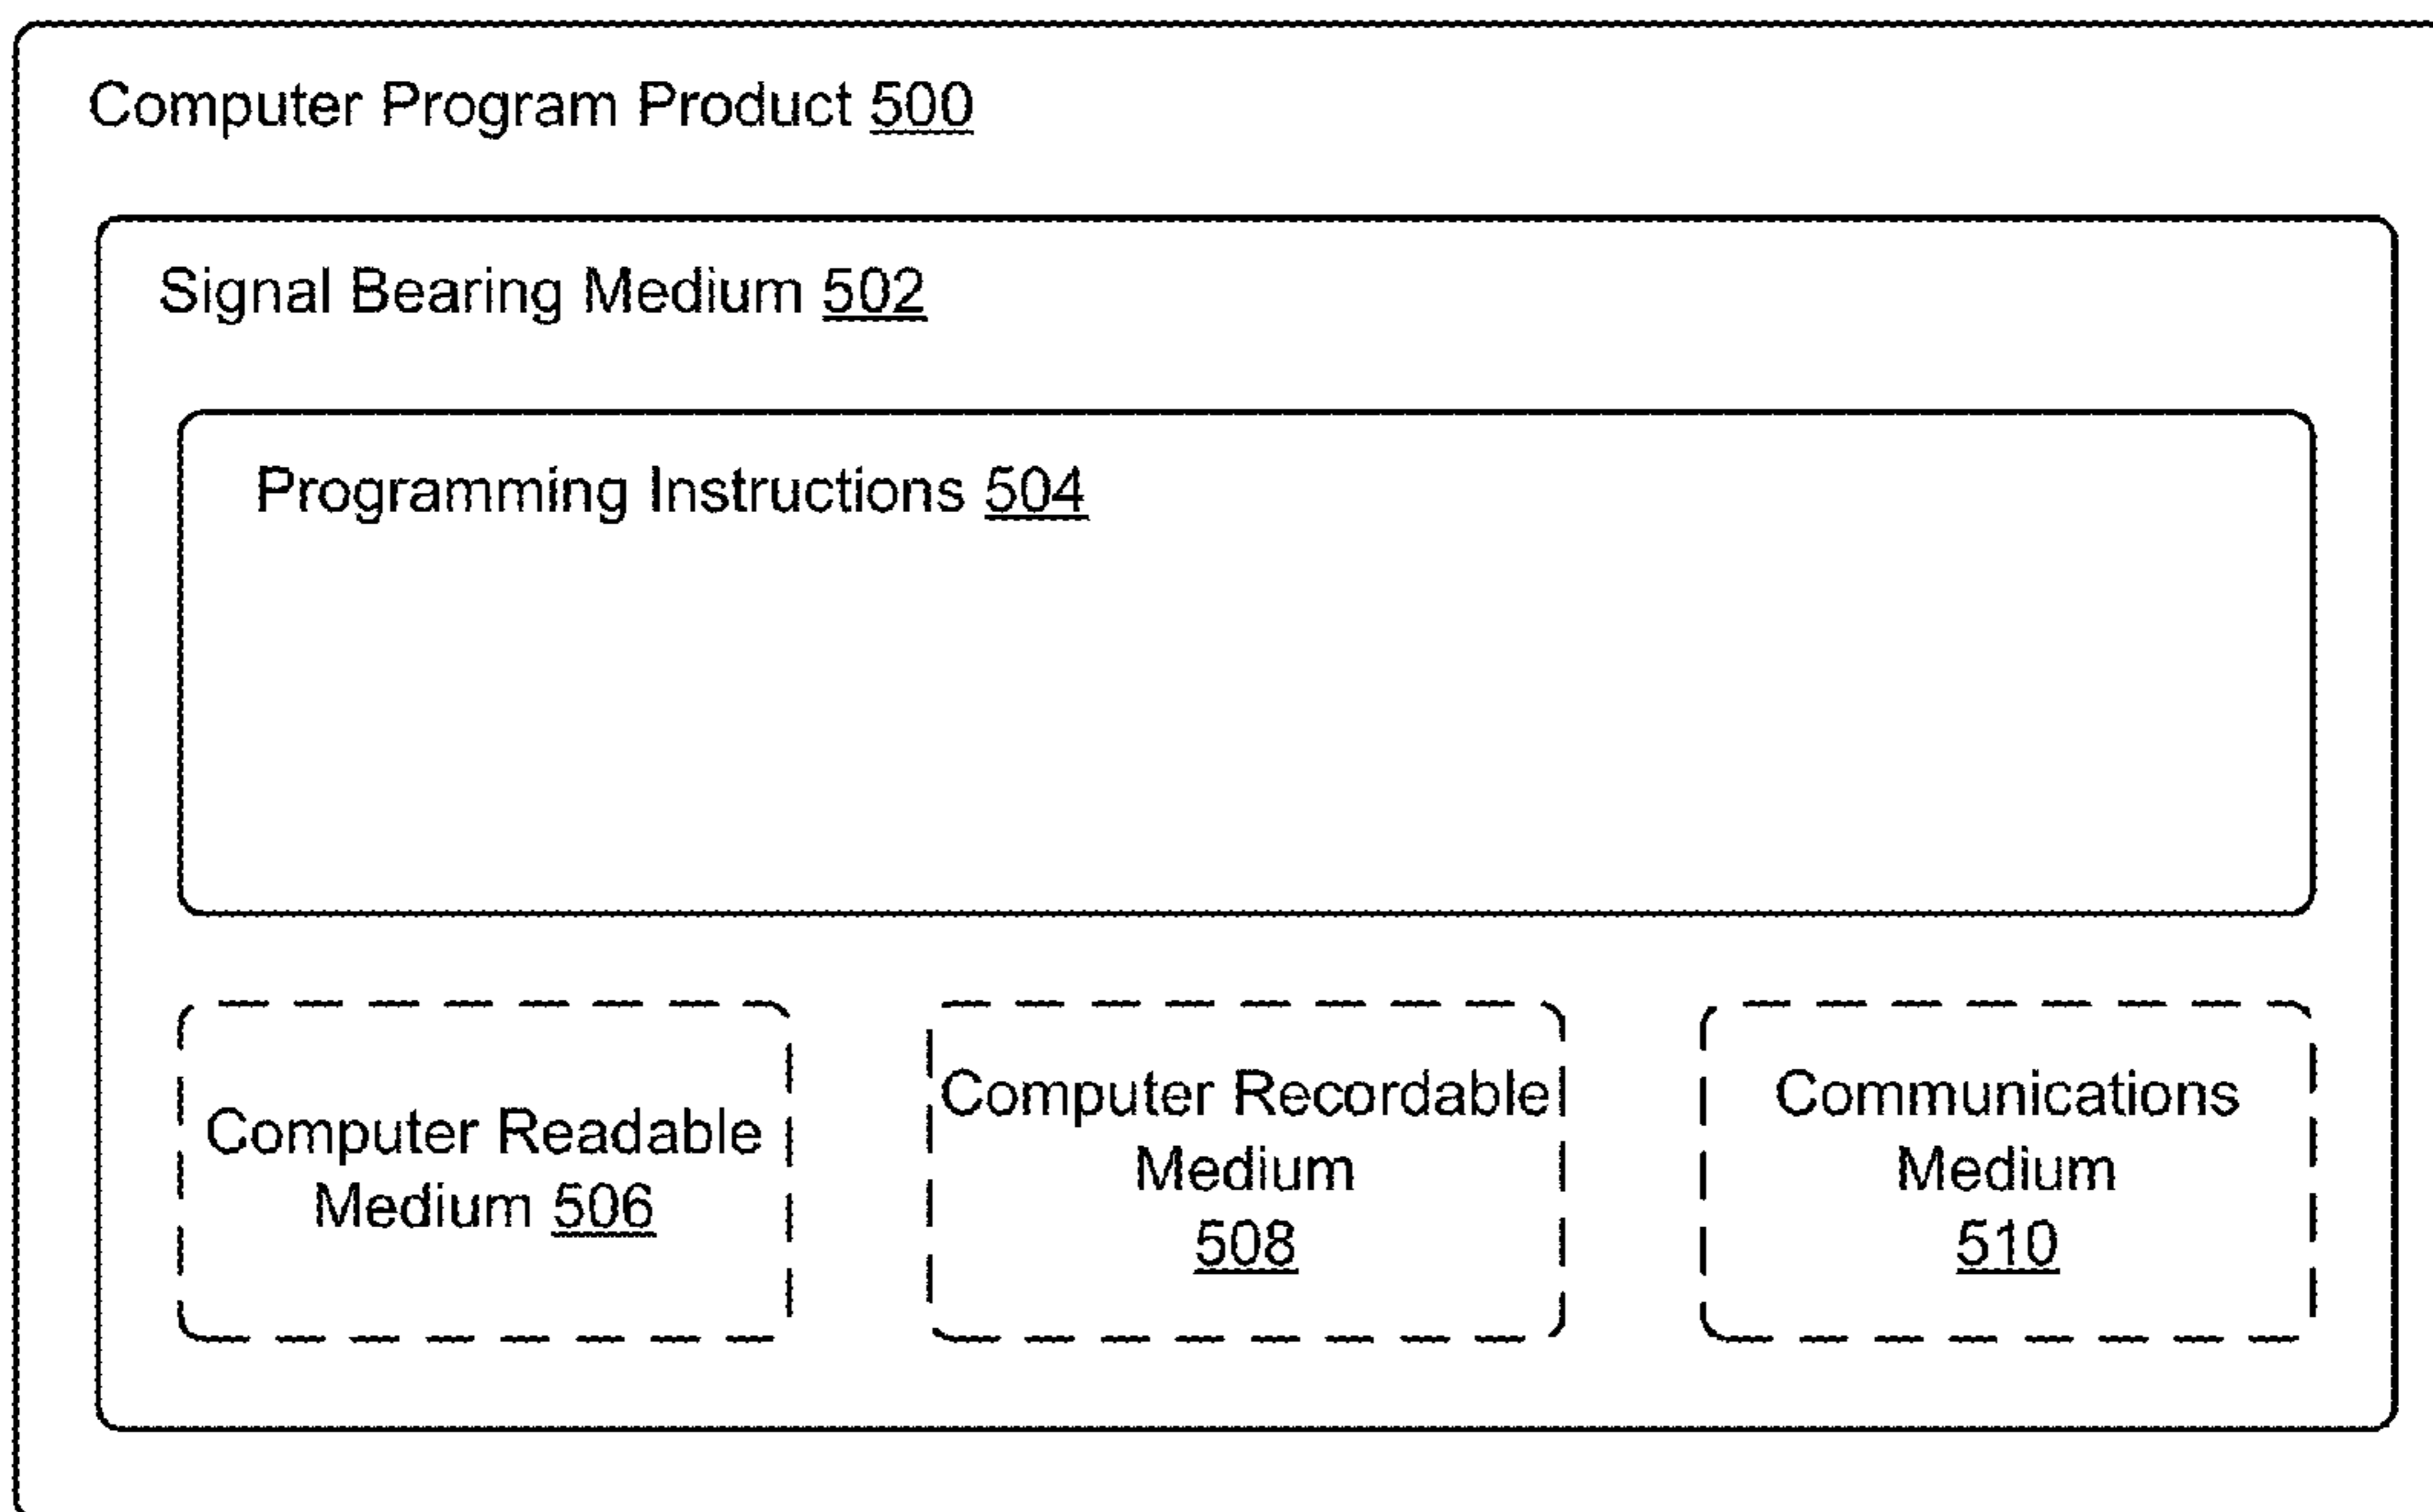 Computer Program Product 500
Signal Bearing Medium 502
Programming Instructions 504
Computer Readable
Medium 506
Computer Recordable
Medium
508
Communications
Medium
510